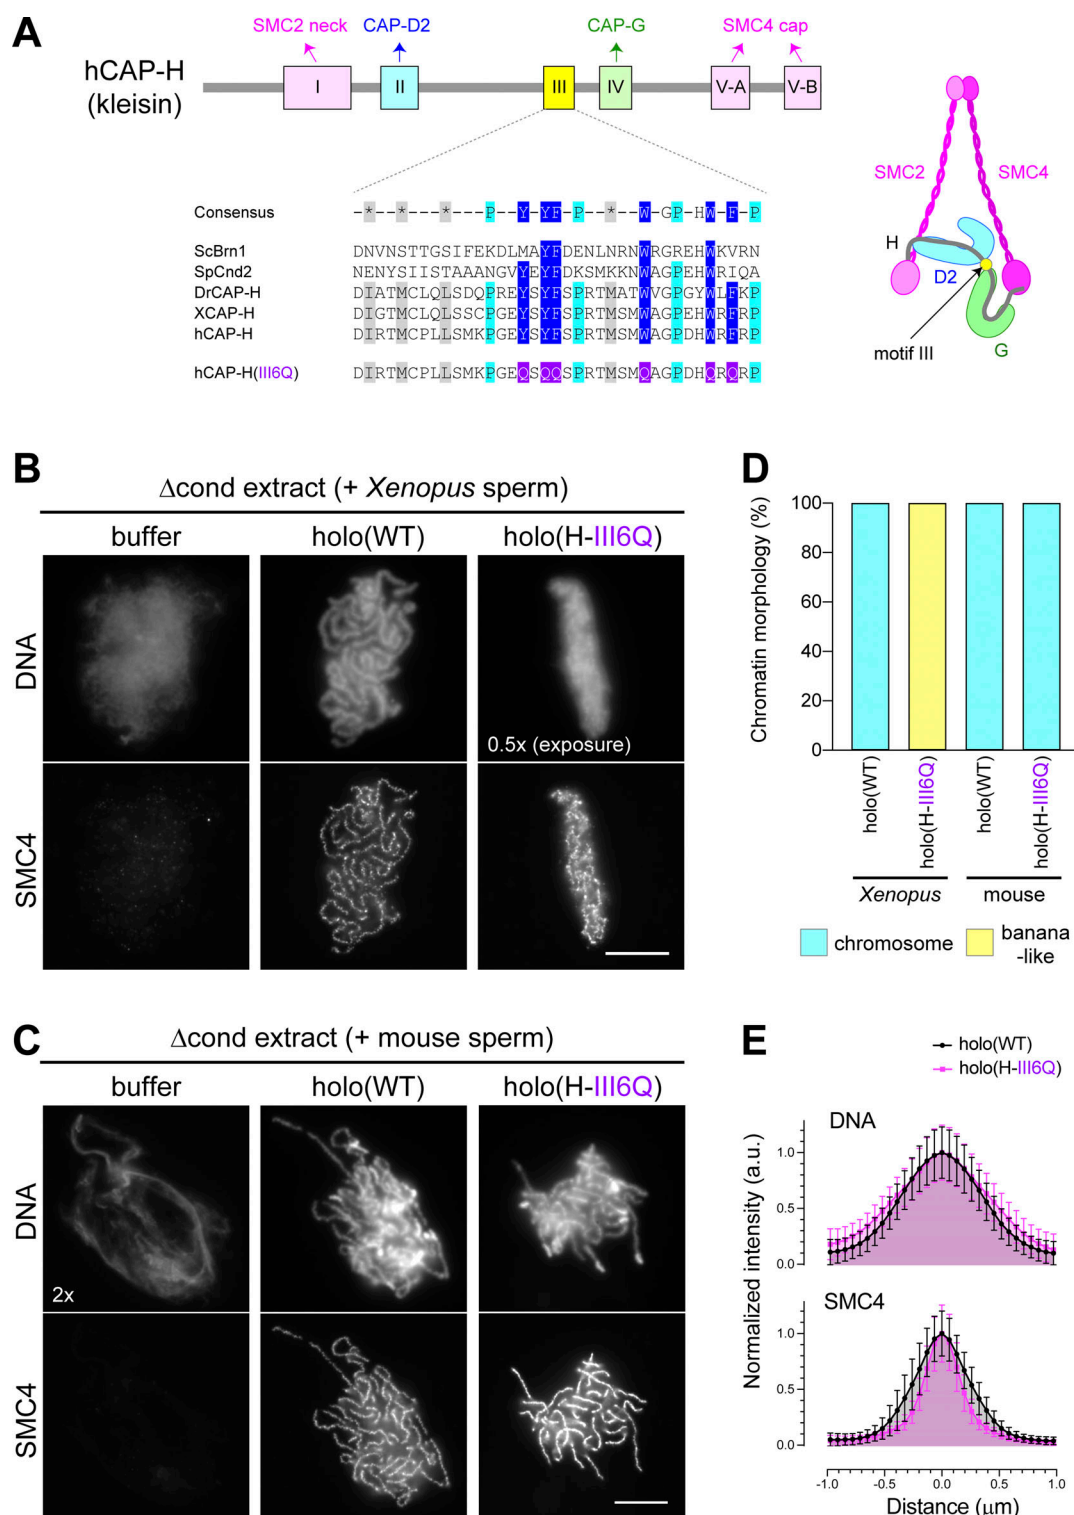 A
SMC2 neck CAP-D2 CAP-G SMC4 cap
hCAP-H
(kleisin)
I II III IV V-A V-B
SMC2 SMC4
H
D2
motif III
G
Consensus -*--*---*---P--Y-YF-P--*--W-GP-HW-F-P
ScBrn1 DNVNSTTGSIFEKDLMAYFDENLNRNWRGREHWKVRN
SpCnd2 NENYSIISTAAANGVYEYFDKSMKKNWAGPEHWRIQA
DrCAP-H DIATMCLQLSDQPREYSYFSPRTMATWVGPGYWLFKP
XCAP-H DIGTMCLQLSSCPGEYSYFSPRTMSMWAGPEHWRFRP
hCAP-H DIRTMCPLLSMKPGEYSYFSPRTMSMWAGPDHWRFRP
hCAP-H(III6Q) DIRTMCPLLSMKPGEQSQQSPRTMSMQAGPDHQRQRP
B
Δcond extract (+ Xenopus sperm)
buffer holo(WT) holo(H-III6Q)
DNA
0.5x (exposure)
SMC4
C
Δcond extract (+ mouse sperm)
buffer holo(WT) holo(H-III6Q)
DNA
2x
SMC4
D
Chromatin morphology (%)
100
80
60
40
20
0
holo(WT)
holo(H-III6Q)
holo(WT)
holo(H-III6Q)
Xenopus mouse
chromosome banana
-like
E
holo(WT)
holo(H-III6Q)
Normalized intensity (a.u.)
DNA
1.0
0.5
0.0
SMC4
1.0
0.5
0.0
-1.0 -0.5 0.0 0.5 1.0
Distance (μm)